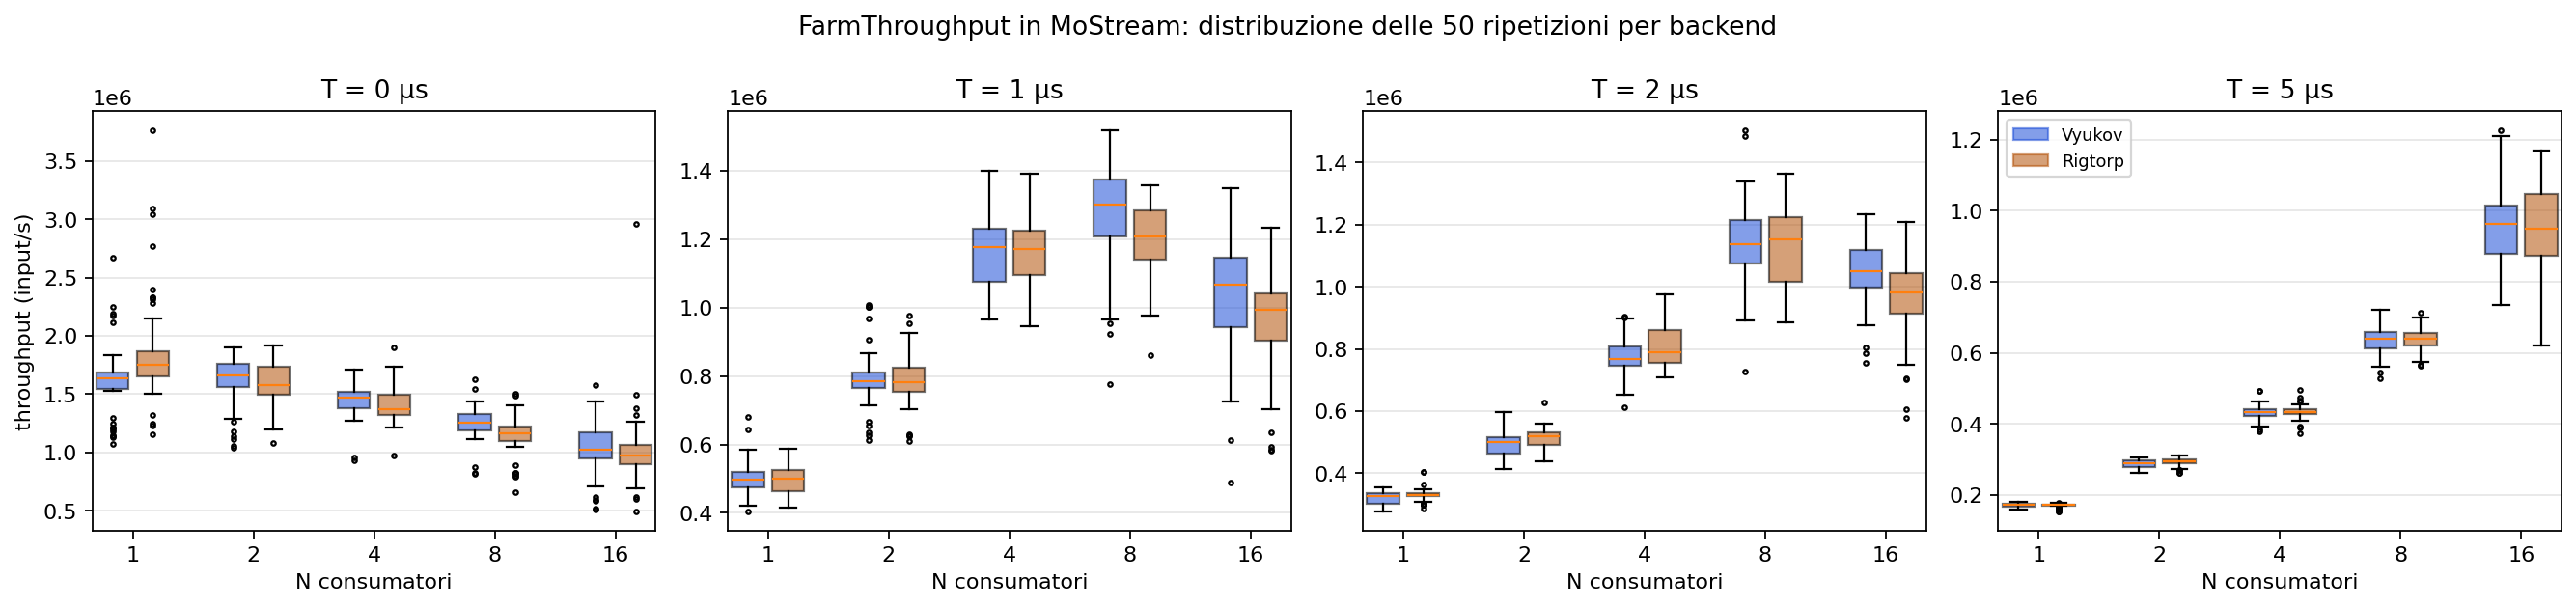 FarmThroughput in MoStream: distribuzione delle 50 ripetizioni per backend
T = 0 μs
1e6
throughput (input/s)
3.5
3.0
2.5
2.0
1.5
1.0
0.5
1 2 4 8 16
N consumatori
T = 1 μs
1e6
1.4
1.2
1.0
0.8
0.6
0.4
1 2 4 8 16
N consumatori
T = 2 μs
1e6
1.4
1.2
1.0
0.8
0.6
0.4
1 2 4 8 16
N consumatori
T = 5 μs
1e6
Vyukov
Rigtorp
1.2
1.0
0.8
0.6
0.4
0.2
1 2 4 8 16
N consumatori